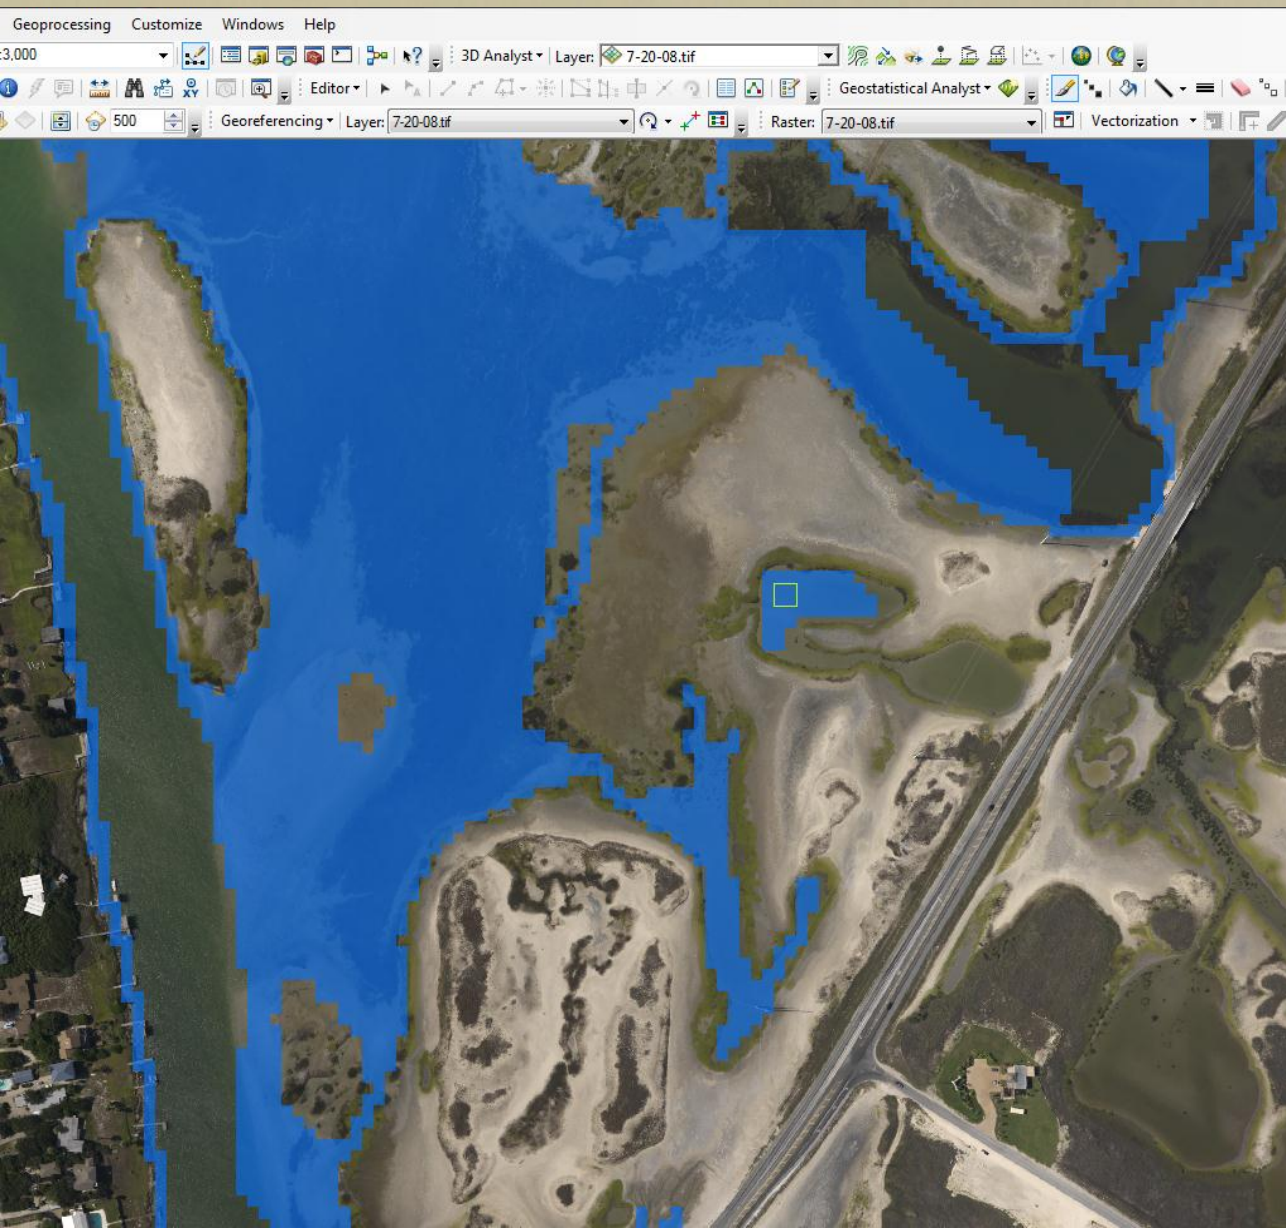 Geoprocessing Customize Windows Help
:3,000 3D Analyst Layer: 7-20-08.tif
Editor Geostatistical Analyst
500 Georeferencing Layer: 7-20-08.tif Raster: 7-20-08.tif Vectorization